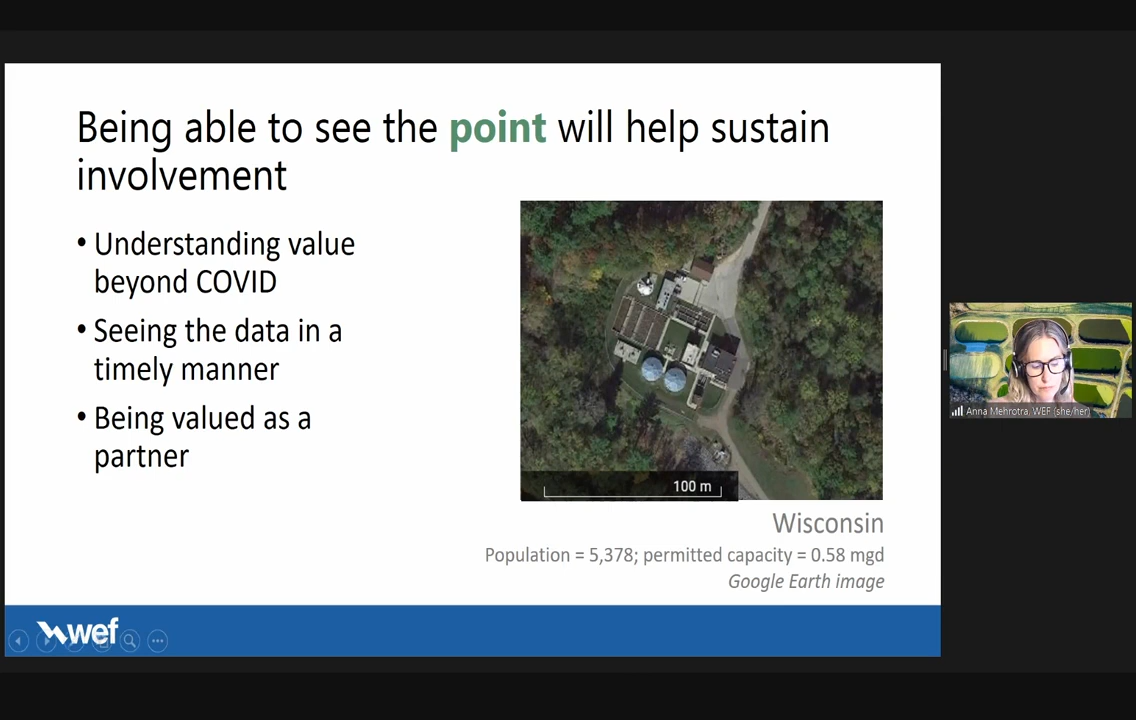 Being able to see the point will help sustain
involvement
• Understanding value
beyond COVID
• Seeing the data in a
timely manner
• Being valued as a
partner
100 m
Wisconsin
Population = 5,378; permitted capacity = 0.58 mgd
Google Earth image
wef
Anna Mehrotra, WEF (she/her)